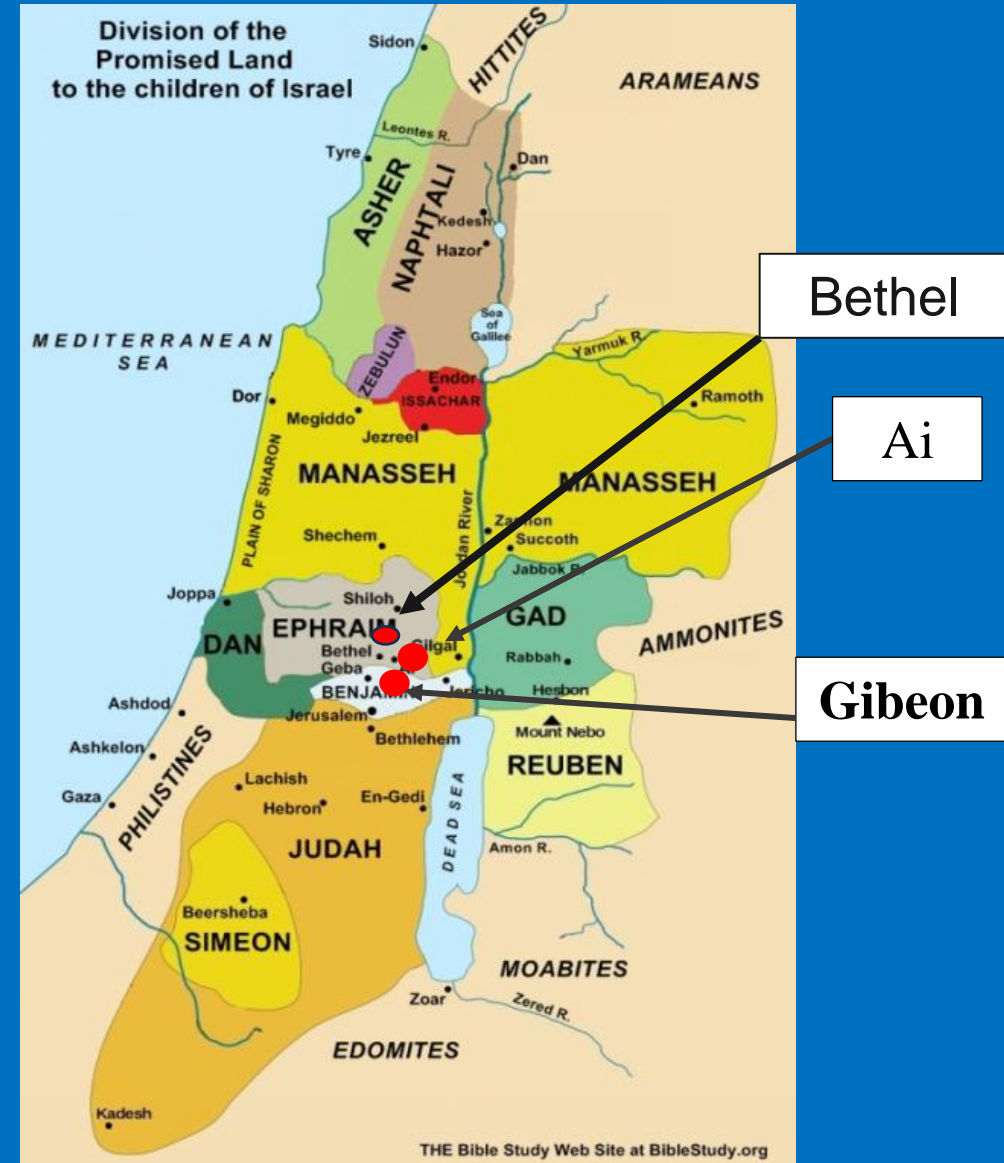 Division of the
Promised Land
to the children of Israel
Sidon
HITTITES
ARAMEANS
Leontes R.
Tyre
Dan
ASHER
NAPHTALI
Kedesh
Hazor
Bethel
Sea
of
Galilee
MEDITERRANEAN
SEA
ZEBULUN
Yarmuk R.
Endor
ISSACHAR
Dor
Ramoth
Megiddo
Jezreel
Ai
MANASSEH
MANASSEH
PLAIN OF SHARON
Jordan River
Shechem
Succoth
Jabbok R.
Joppa
Shiloh
GAD
DAN
EPHRAIM
AMMONITES
Bethel
Gilgal
Rabbah
Geba
BENJAMIN
Jericho
Hesbon
Gibeon
Ashdod
Jerusalem
Mount Nebo
Bethlehem
Ashkelon
REUBEN
PHILISTINES
Lachish
Gaza
Hebron
En-Gedi
DEAD SEA
JUDAH
Amon R.
Beersheba
SIMEON
MOABITES
Zoar
Zered R.
EDOMITES
Kadesh
THE Bible Study Web Site at BibleStudy.org